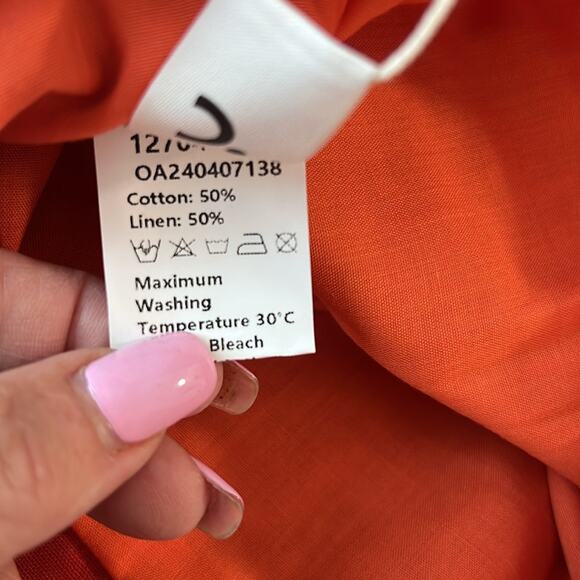 OA240407138
Cotton: 50%
Linen: 50%
Maximum
Washing
Temperature 30°C
Bleach